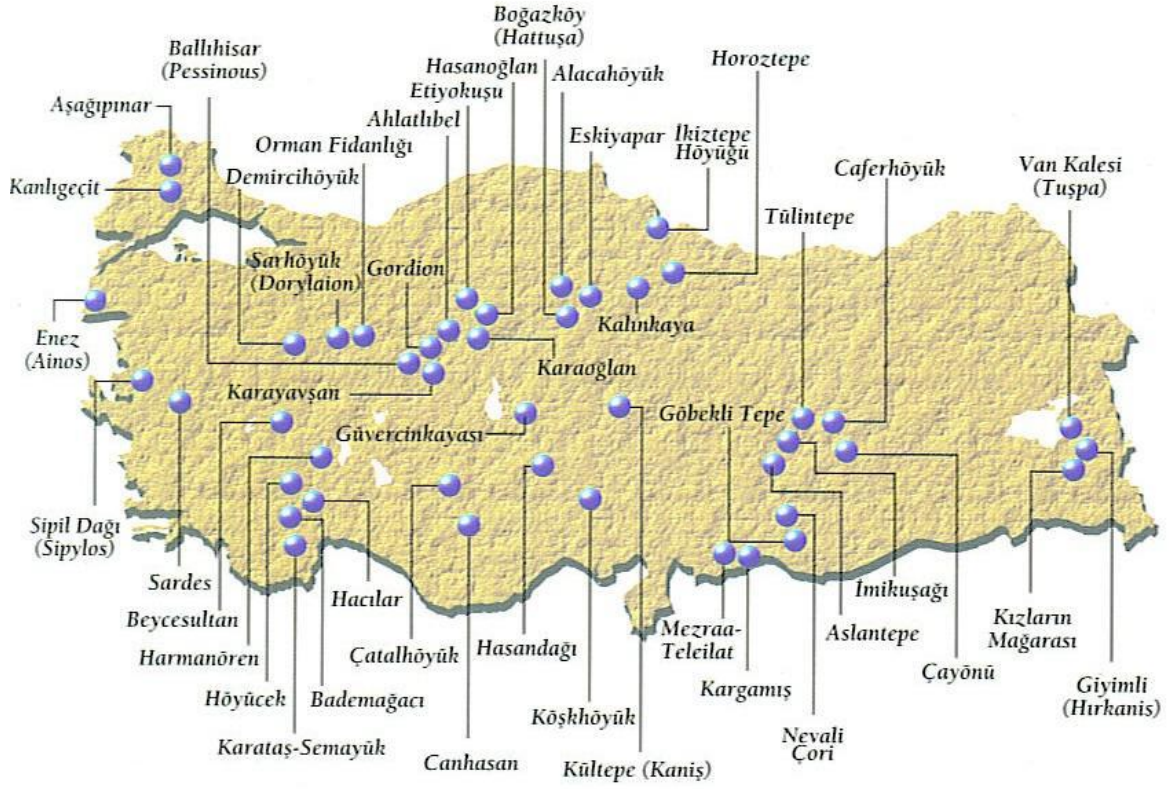 Boğazköy
(Hattuşa)
Ballıhisar
(Pessinous)
Hasanoğlan
Etiyokuşu
Alacahöyük
Horoztepe
Aşağıpınar
Ahlatlıbel
Orman Fidanlığı
Eskiyapar
İkiztepe
Höyüğü
Kanlıgeçit
Demircihöyük
Caferhöyük
Van Kalesi
(Tuşpa)
Tülintepe
Şarhöyük
(Dorylaion)
Gordion
Enez
(Ainos)
Kalınkaya
Karaoğlan
Karayavşan
Göbekli Tepe
Güvercinkayası
Sipil Dağı
(Sipylos)
Sardes
Beycesultan
Hacılar
Harmanören
Çatalhöyük
Hasandağı
Mezraa-
Teleilat
İmikuşağı
Aslantepe
Kızların
Mağarası
Çayönü
Kargamış
Giyimli
(Hırkanis)
Höyücek
Bademağacı
Köşkhöyük
Karataş-Semayük
Canhasan
Kültepe (Kaniş)
Nevali
Çori